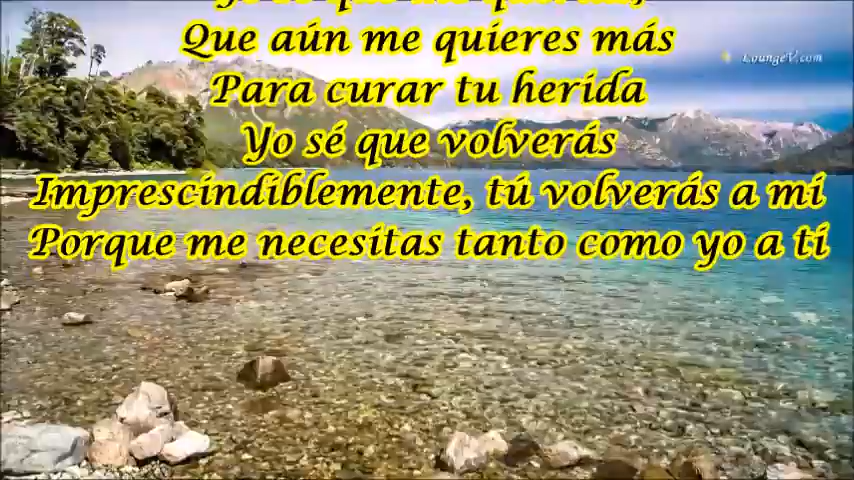 Que aún me quieres más
LoungeV.com
Para curar tu herida
Yo sé que volverás
Imprescindiblemente, tú volverás a mí
Porque me necesitas tanto como yo a ti